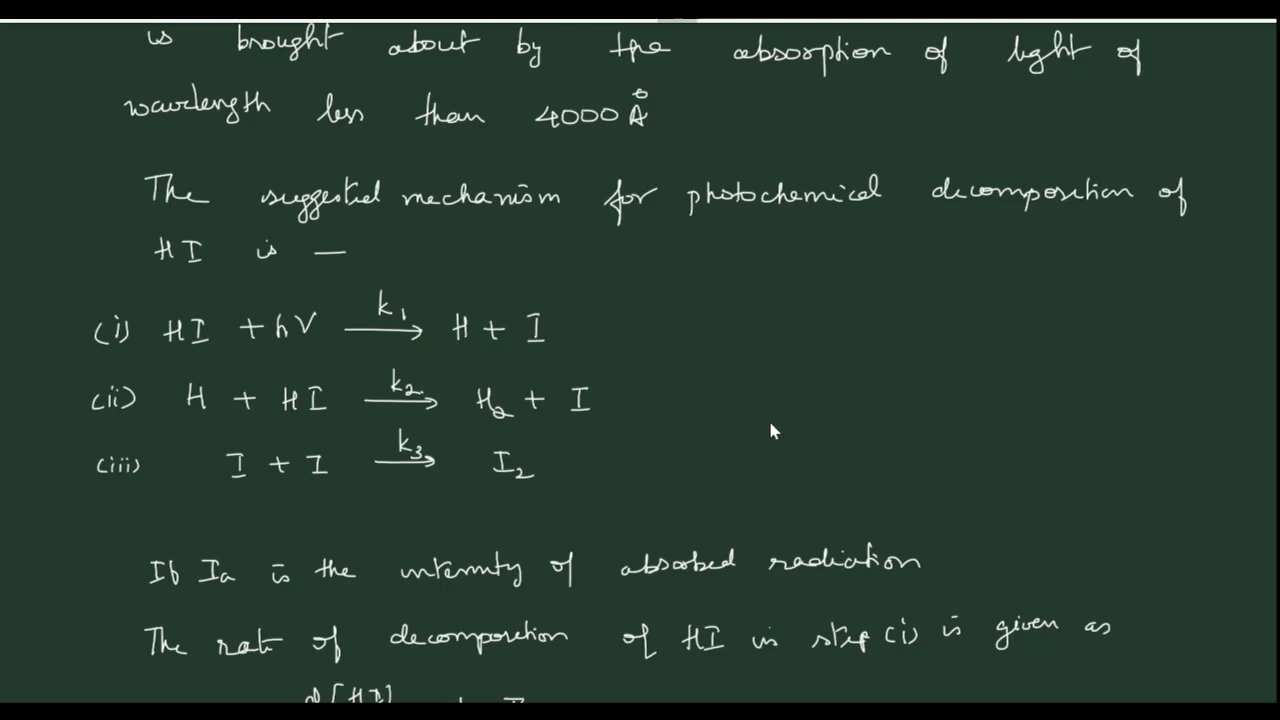 is brought about by the absorption of light of
wavelength less than 4000 Å
The suggested mechanism for photochemical decomposition of
HI is —
(i) HI + hν —k₁→ H + I
(ii) H + HI —k₂→ H₂ + I
(iii) I + I —k₃→ I₂
If Ia is the intensity of absorbed radiation
The rate of decomposition of HI in step (i) is given as
d[HI]